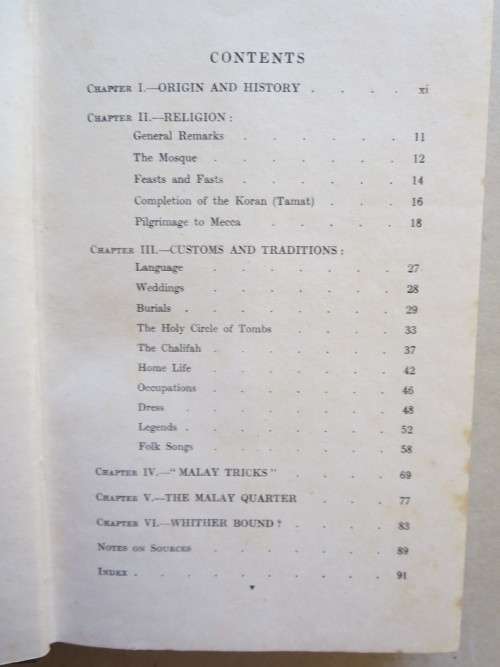 CONTENTS
CHAPTER I.—ORIGIN AND HISTORY . . . . xi
CHAPTER II.—RELIGION:
General Remarks . . . . . . 11
The Mosque . . . . . . . 12
Feasts and Fasts . . . . . . 14
Completion of the Koran (Tamat) . . . 16
Pilgrimage to Mecca . . . . . 18
CHAPTER III.—CUSTOMS AND TRADITIONS:
Language . . . . . . . 27
Weddings . . . . . . . 28
Burials . . . . . . . . 29
The Holy Circle of Tombs . . . . 33
The Chalifah . . . . . . . 37
Home Life . . . . . . . 42
Occupations . . . . . . 46
Dress . . . . . . . 48
Legends . . . . . . . . 52
Folk Songs . . . . . . . 58
CHAPTER IV.—"MALAY TRICKS" . . . . 69
CHAPTER V.—THE MALAY QUARTER . . . 77
CHAPTER VI.—WHITHER BOUND? . . . . 83
NOTES ON SOURCES . . . . . . 89
INDEX . . . . . . . . . . 91